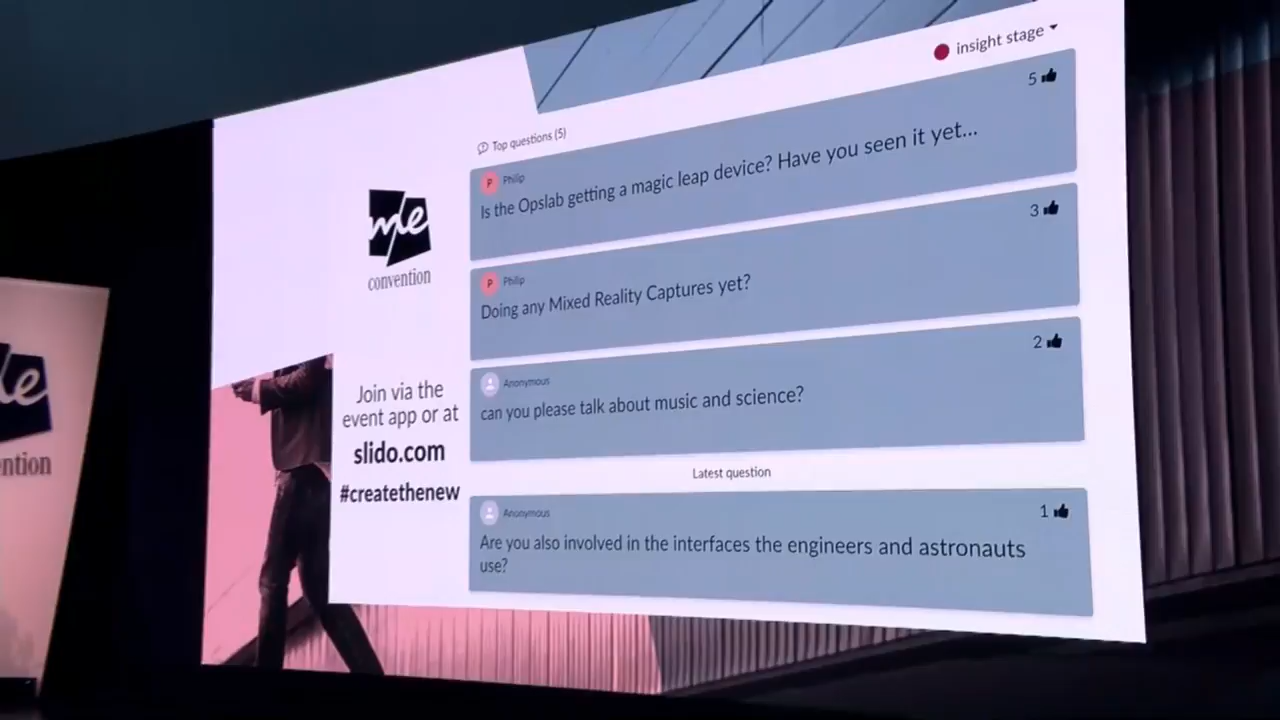 insight stage
Top questions (5)
5
P Philip
Is the Opslab getting a magic leap device? Have you seen it yet...
3
P Philip
Doing any Mixed Reality Captures yet?
2
Anonymous
can you please talk about music and science?
Latest question
1
Anonymous
Are you also involved in the interfaces the engineers and astronauts
use?
me
convention
Join via the
event app or at
slido.com
#createthenew
le
ention